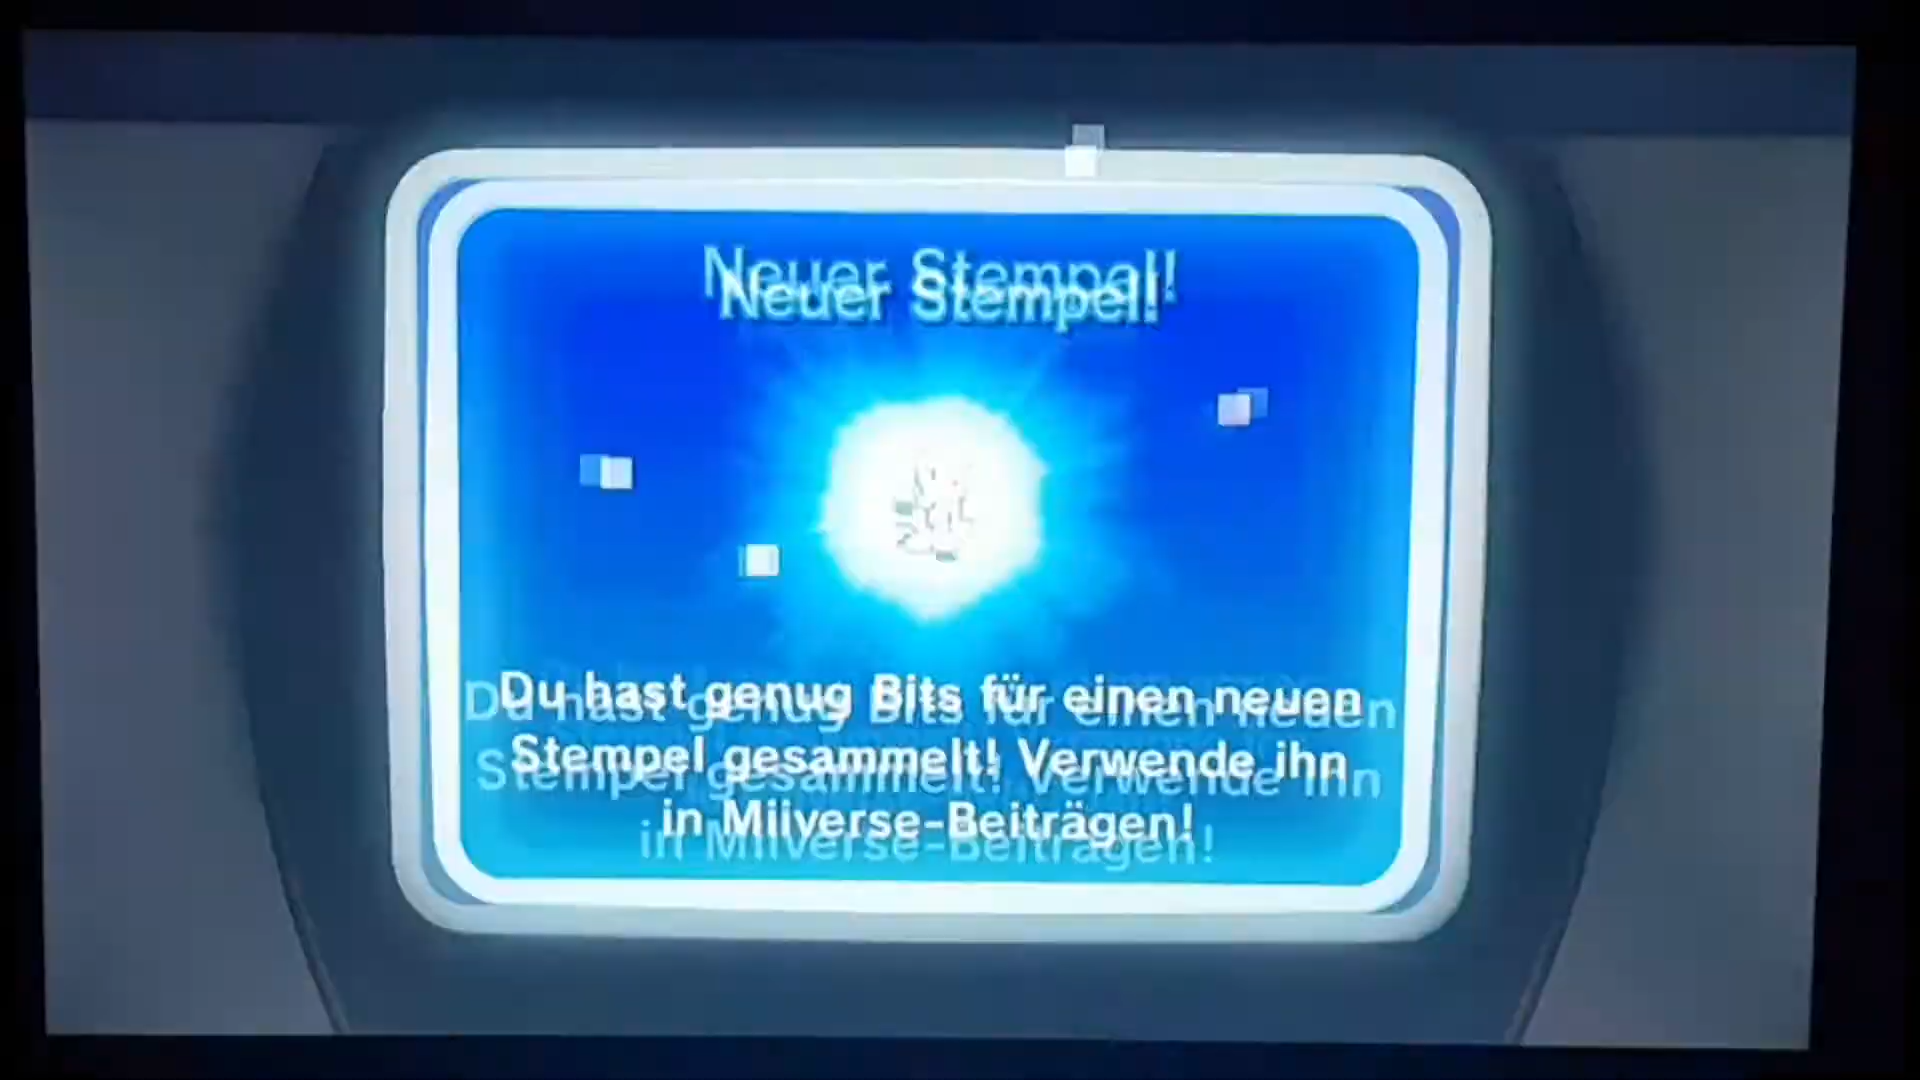 Neuer Stempel!
Du hast genug Bits für einen neuen
Stempel gesammelt! Verwende ihn
in Miiverse-Beiträgen!